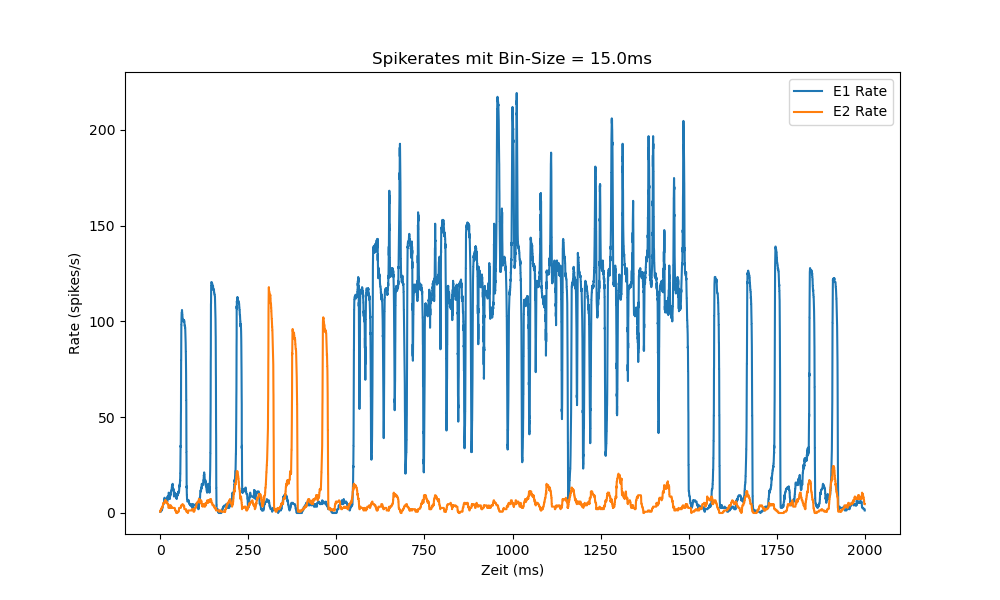 Spikerates mit Bin-Size = 15.0ms
E1 Rate
E2 Rate
Rate (spikes/s)
200
150
100
50
0
0 250 500 750 1000 1250 1500 1750 2000
Zeit (ms)